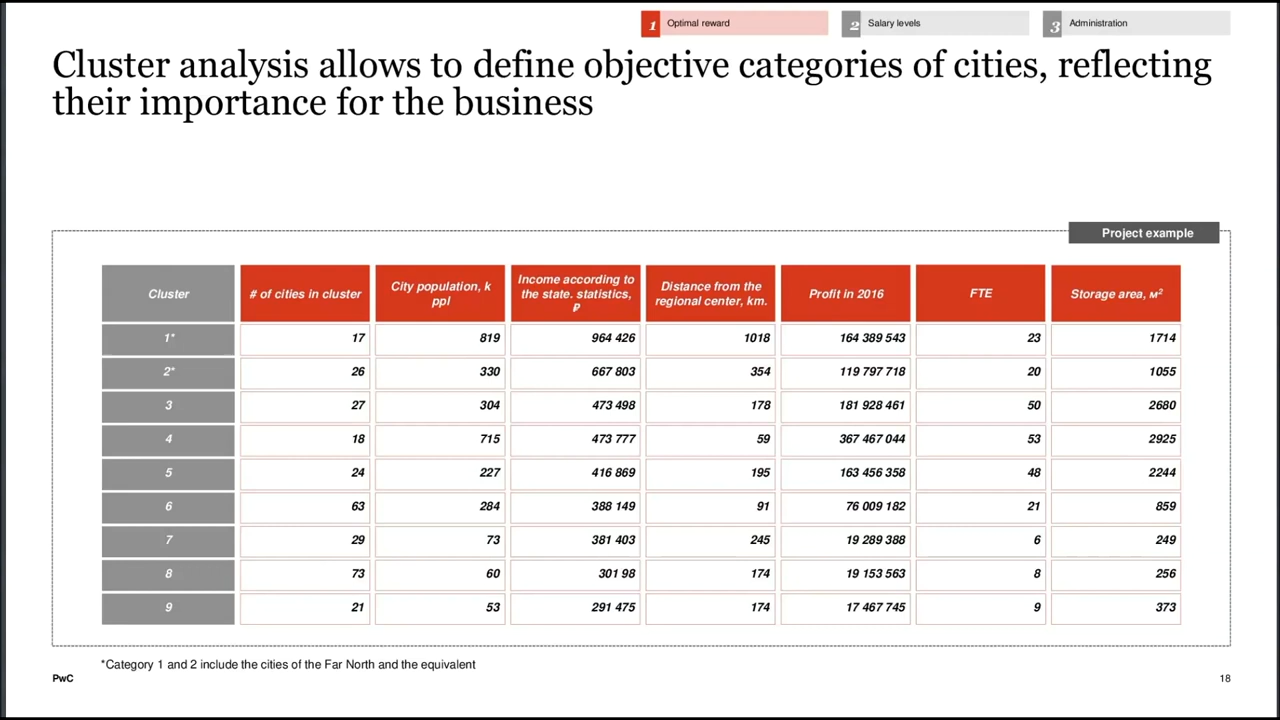 1 Optimal reward 2 Salary levels 3 Administration
Cluster analysis allows to define objective categories of cities, reflecting
their importance for the business
Project example
Cluster # of cities in cluster City population, k ppl Income according to the state. statistics, ₽ Distance from the regional center, km. Profit in 2016 FTE Storage area, м²
1* 17 819 964 426 1018 164 389 543 23 1714
2* 26 330 667 803 354 119 797 718 20 1055
3 27 304 473 498 178 181 928 461 50 2680
4 18 715 473 777 59 367 467 044 53 2925
5 24 227 416 869 195 163 456 358 48 2244
6 63 284 388 149 91 76 009 182 21 859
7 29 73 381 403 245 19 289 388 6 249
8 73 60 301 98 174 19 153 563 8 256
9 21 53 291 475 174 17 467 745 9 373
*Category 1 and 2 include the cities of the Far North and the equivalent
PwC 18